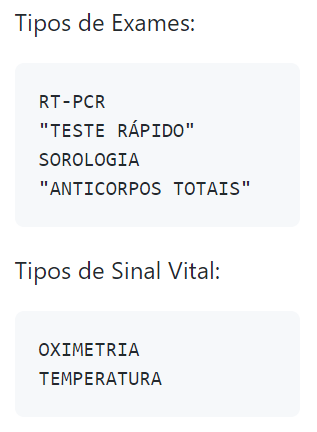 Tipos de Exames:
RT-PCR
"TESTE RÁPIDO"
SOROLOGIA
"ANTICORPOS TOTAIS"
Tipos de Sinal Vital:
OXIMETRIA
TEMPERATURA